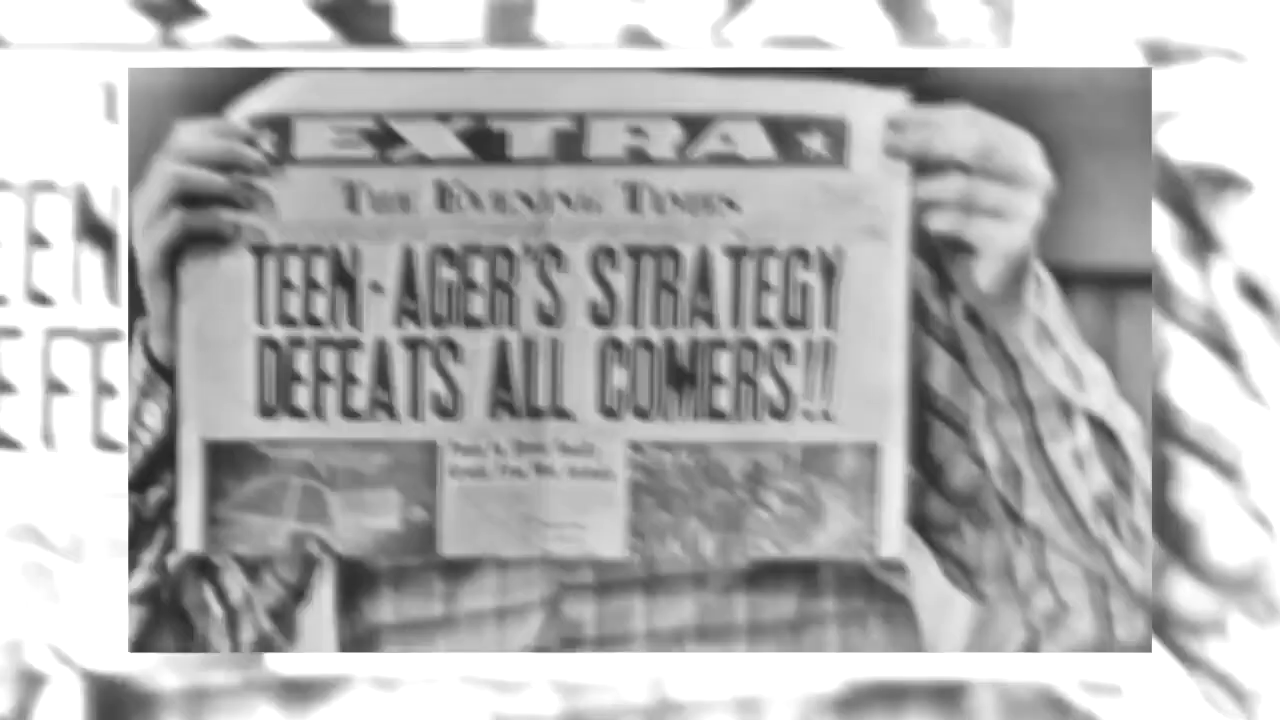 EXTRA
THE EVENING TIMES
TEEN-AGER'S STRATEGY
DEFEATS ALL COMERS!!